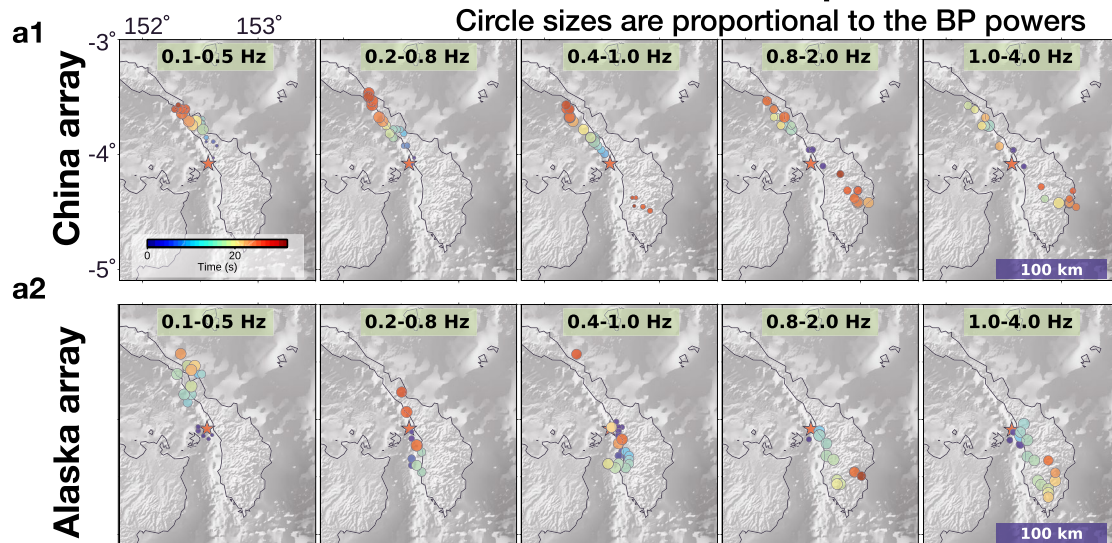 Circle sizes are proportional to the BP powers
a1
152° 153°
-3°
-4°
-5°
China array
0.1-0.5 Hz 0.2-0.8 Hz 0.4-1.0 Hz 0.8-2.0 Hz 1.0-4.0 Hz
0 20
Time (s)
100 km
a2
Alaska array
0.1-0.5 Hz 0.2-0.8 Hz 0.4-1.0 Hz 0.8-2.0 Hz 1.0-4.0 Hz
100 km